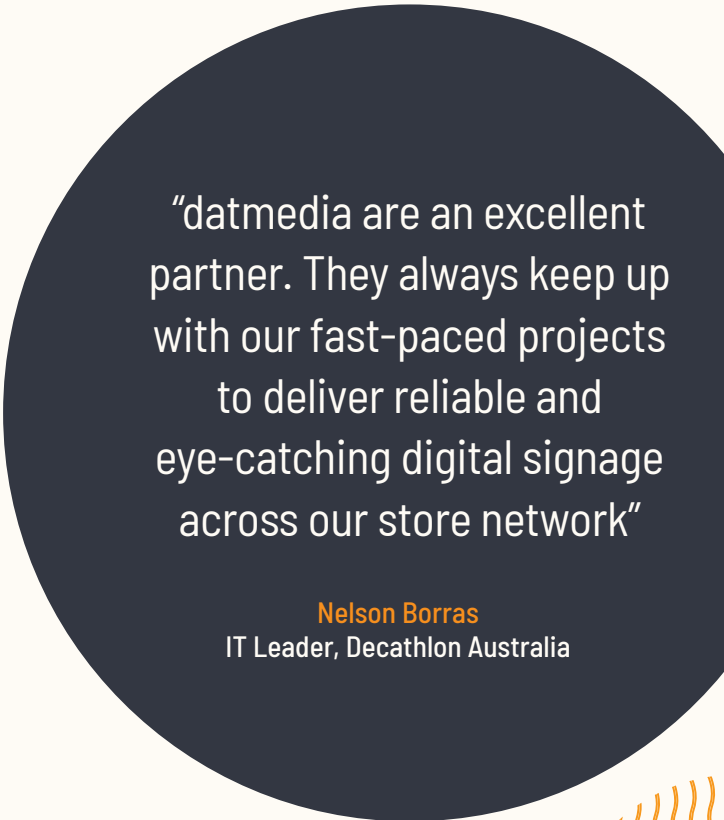 “datmedia are an excellent
partner. They always keep up
with our fast-paced projects
to deliver reliable and
eye-catching digital signage
across our store network”
Nelson Borras
IT Leader, Decathlon Australia